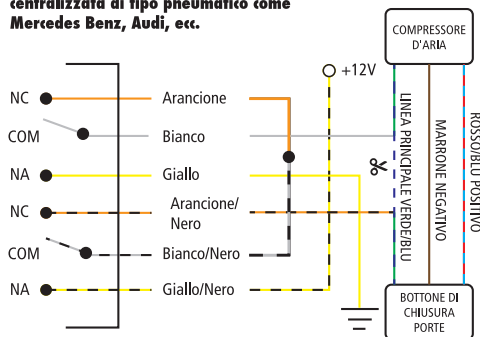 centralizzata di tipo pneumatico come
Mercedes Benz, Audi, ecc.
COMPRESSORE
D'ARIA
+12V
NC
Arancione
COM
Bianco
NA
Giallo
NC
Arancione/
Nero
COM
Bianco/Nero
NA
Giallo/Nero
LINEA PRINCIPALE VERDE/BLU
MARRONE NEGATIVO
ROSSO/BLU POSITIVO
BOTTONE DI
CHIUSURA
PORTE